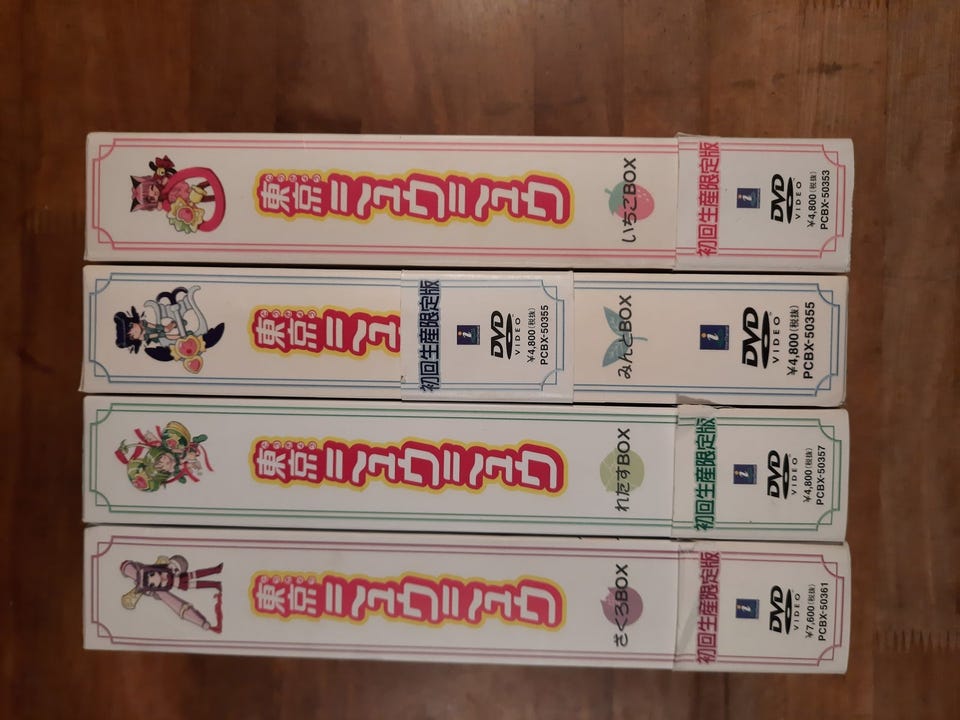 東京ミュウミュウ
いちごBOX
初回生産限定版
i
DVD
VIDEO
¥4,800(税抜)
PCBX-50353
東京ミュ
初回生産限定版
i
DVD
VIDEO
¥4,800(税抜)
PCBX-50355
みんとBOX
i
DVD
VIDEO
¥4,800(税抜)
PCBX-50355
東京ミュウミュウ
れたすBOX
初回生産限定版
i
DVD
VIDEO
¥4,800(税抜)
PCBX-50357
東京ミュウミュウ
ざくろBOX
初回生産限定版
i
DVD
VIDEO
¥7,600(税抜)
PCBX-50361